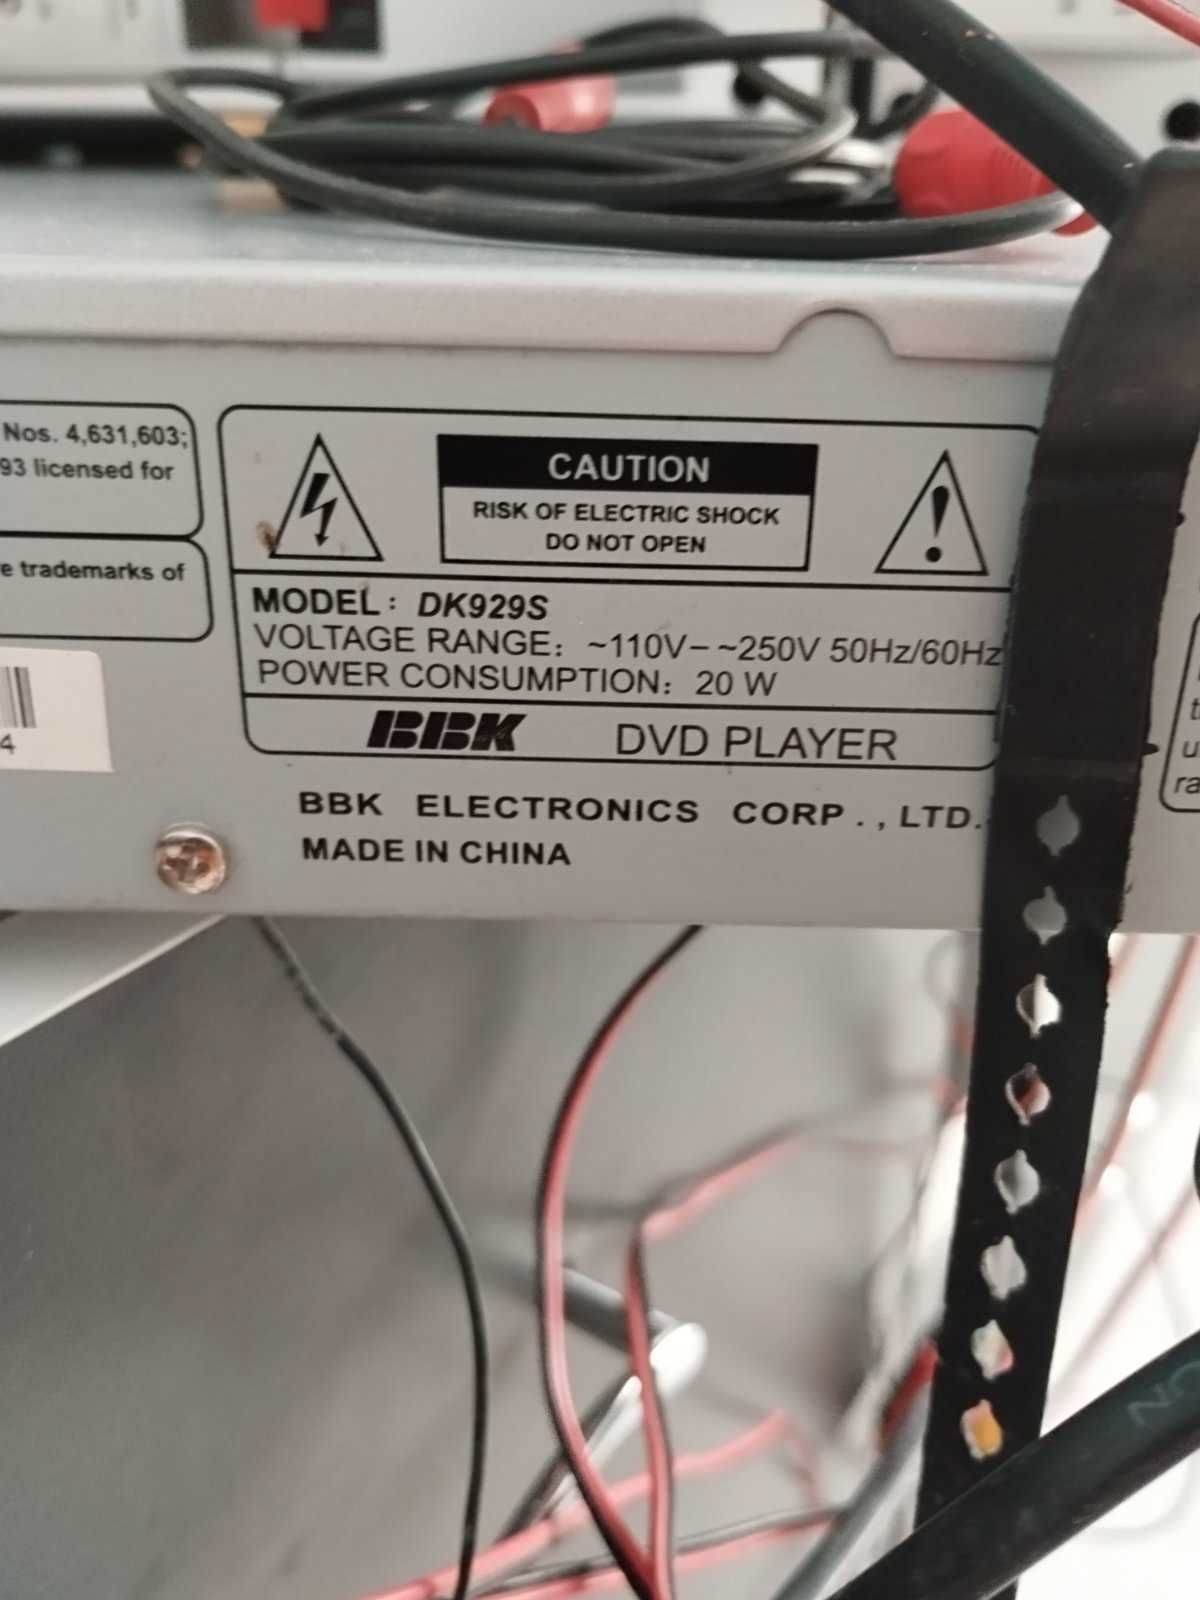 Nos. 4,631,603;
93 licensed for
e trademarks of
4
CAUTION
RISK OF ELECTRIC SHOCK
DO NOT OPEN
MODEL: DK929S
VOLTAGE RANGE: ~110V– ~250V 50Hz/60Hz
POWER CONSUMPTION: 20 W
BBK DVD PLAYER
BBK ELECTRONICS CORP., LTD.
MADE IN CHINA